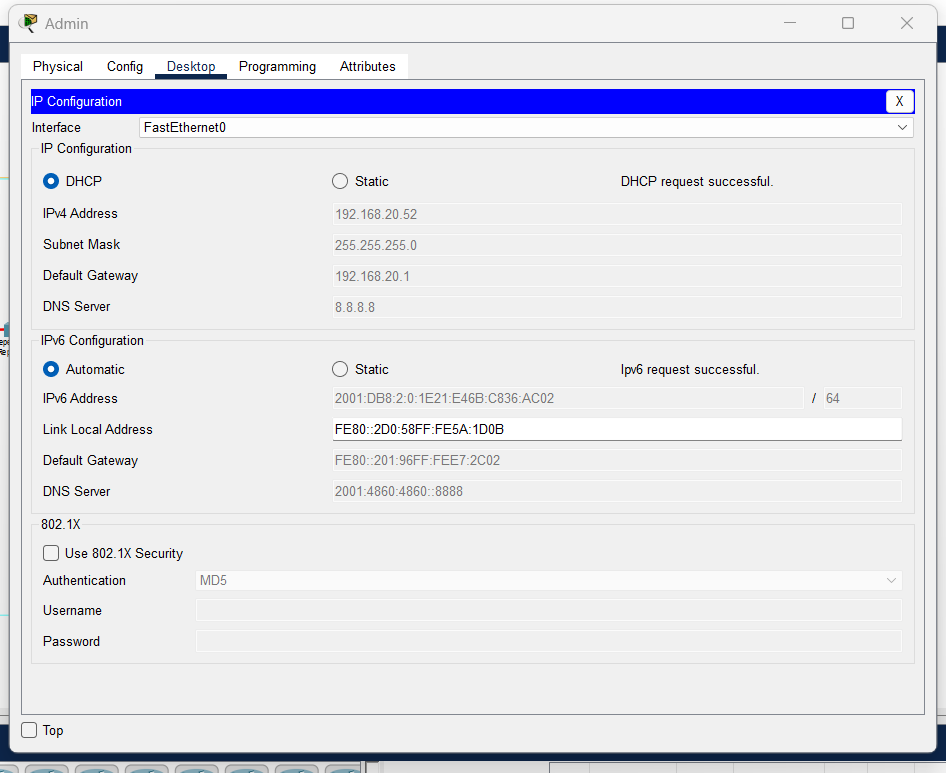 Admin
Physical Config Desktop Programming Attributes
IP Configuration X
Interface FastEthernet0
IP Configuration
DHCP Static DHCP request successful.
IPv4 Address 192.168.20.52
Subnet Mask 255.255.255.0
Default Gateway 192.168.20.1
DNS Server 8.8.8.8
IPv6 Configuration
Automatic Static Ipv6 request successful.
IPv6 Address 2001:DB8:2:0:1E21:E46B:C836:AC02 / 64
Link Local Address FE80::2D0:58FF:FE5A:1D0B
Default Gateway FE80::201:96FF:FEE7:2C02
DNS Server 2001:4860:4860::8888
802.1X
Use 802.1X Security
Authentication MD5
Username
Password
Top